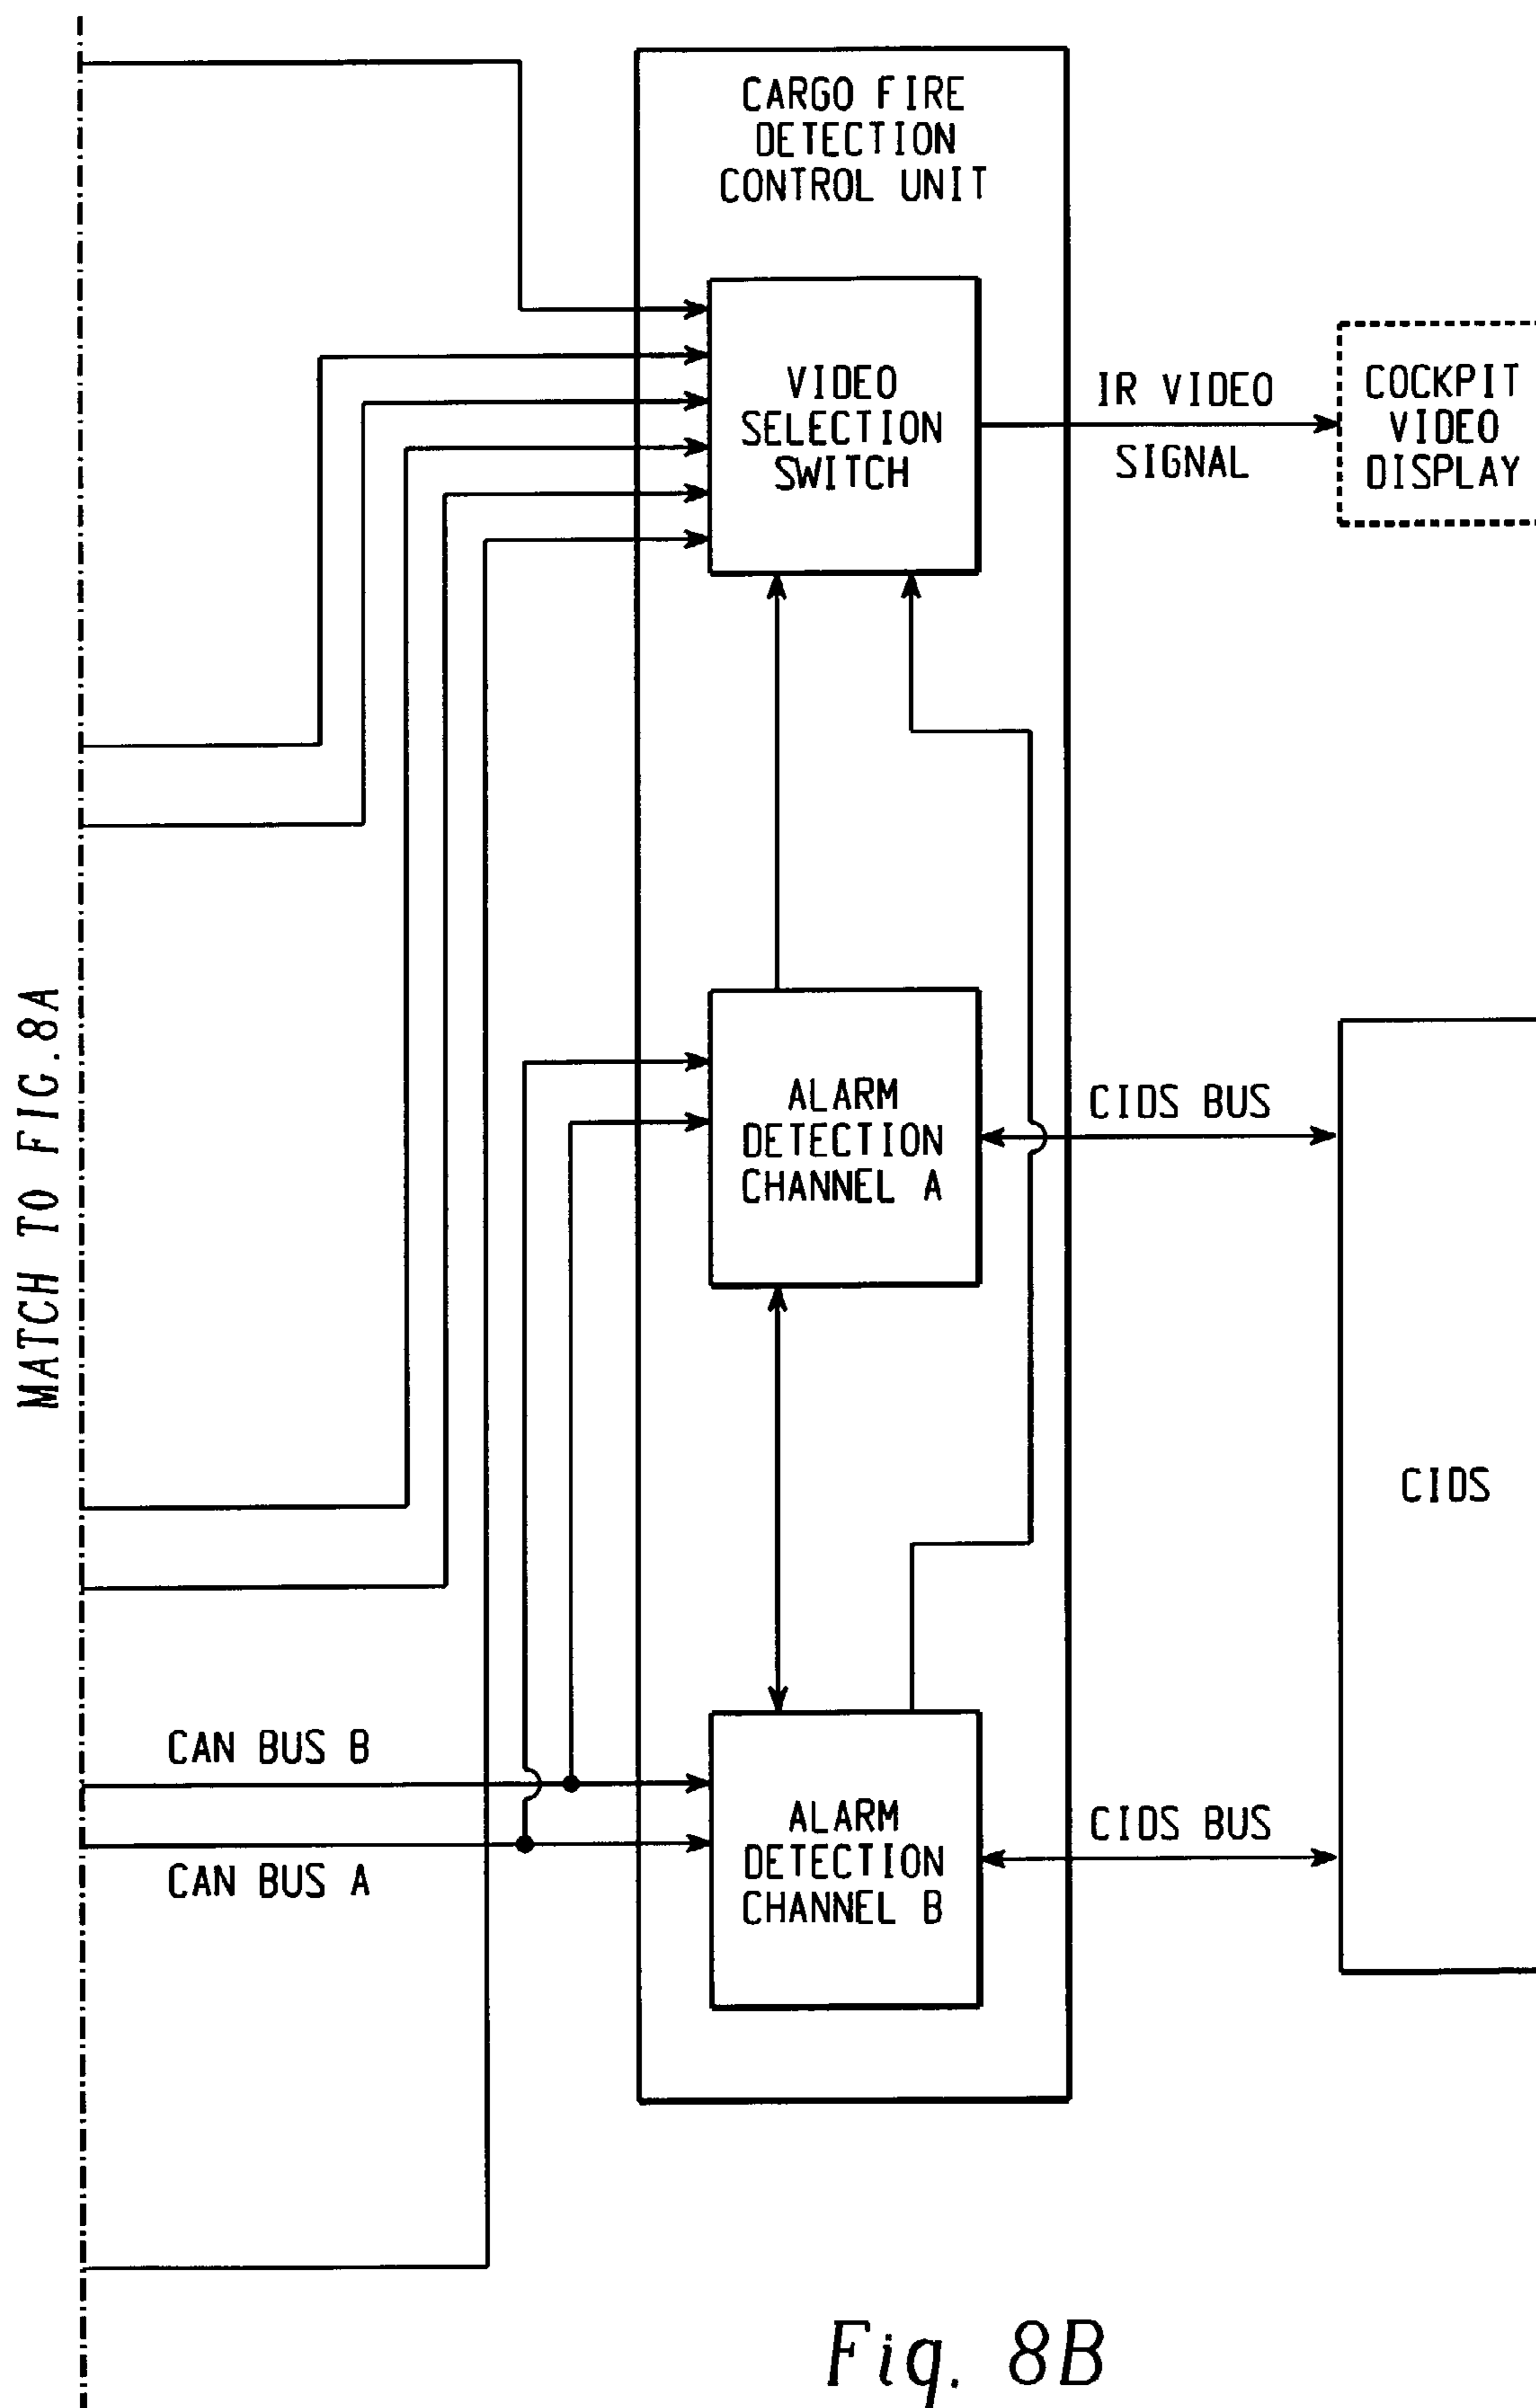 CARGO FIRE
DETECTION
CONTROL UNIT
VIDEO
SELECTION
SWITCH
IR VIDEO
SIGNAL
COCKPIT
VIDEO
DISPLAY
MATCH TO FIG.8A
ALARM
DETECTION
CHANNEL A
CIDS BUS
CIDS
CAN BUS B
CAN BUS A
ALARM
DETECTION
CHANNEL B
CIDS BUS
Fig. 8B